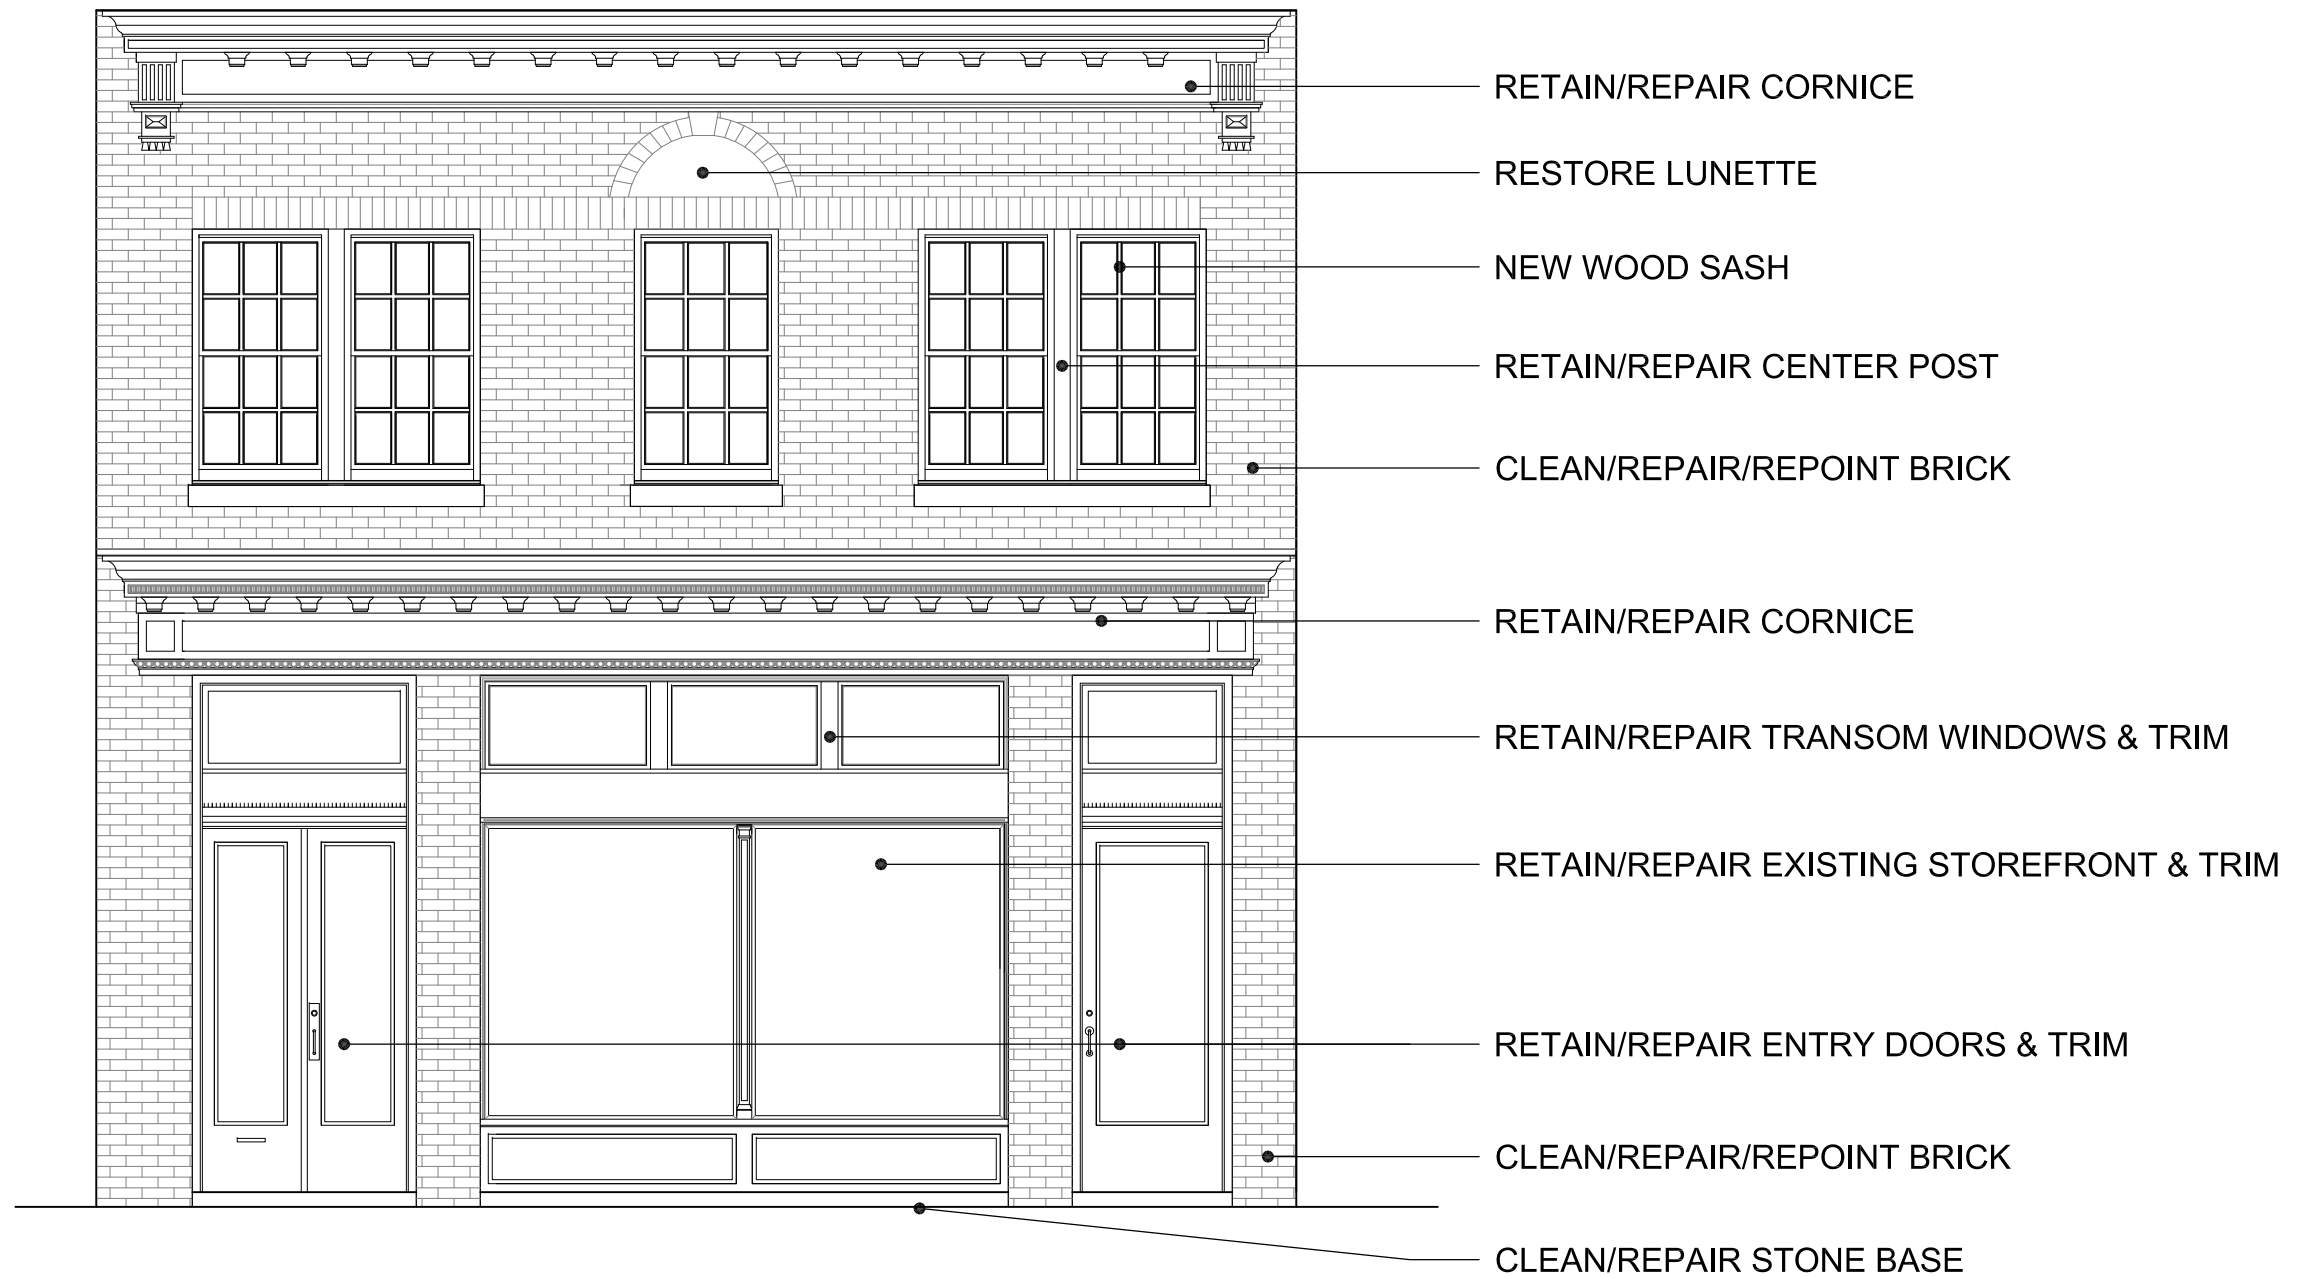 RETAIN/REPAIR CORNICE
RESTORE LUNETTE
NEW WOOD SASH
RETAIN/REPAIR CENTER POST
CLEAN/REPAIR/REPOINT BRICK
RETAIN/REPAIR CORNICE
RETAIN/REPAIR TRANSOM WINDOWS & TRIM
RETAIN/REPAIR EXISTING STOREFRONT & TRIM
RETAIN/REPAIR ENTRY DOORS & TRIM
CLEAN/REPAIR/REPOINT BRICK
CLEAN/REPAIR STONE BASE